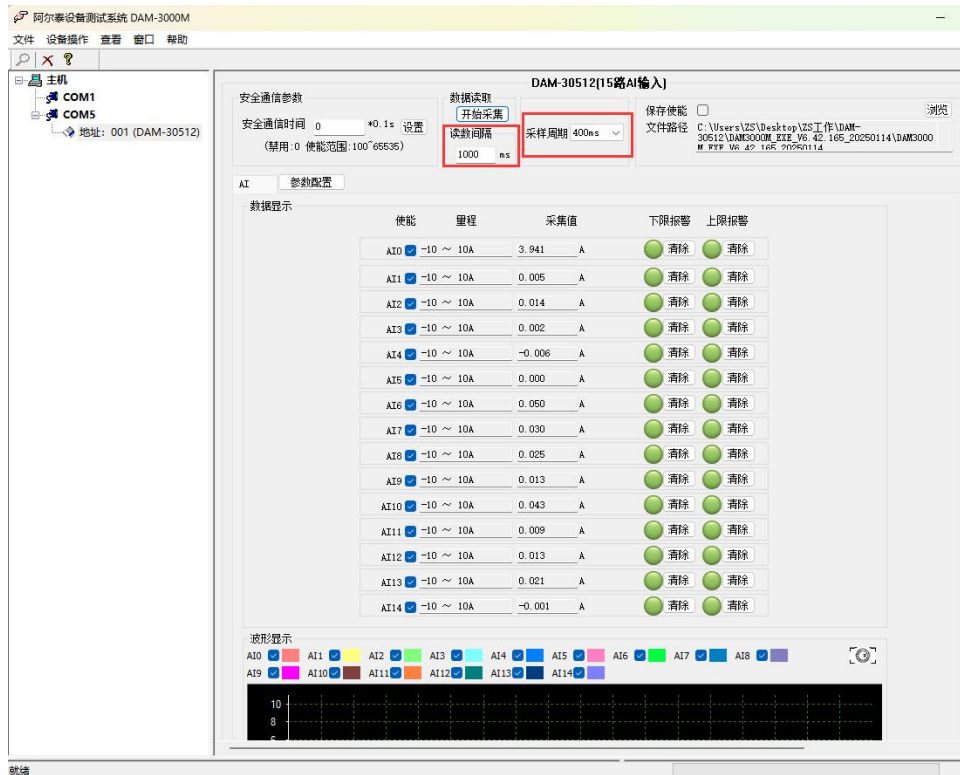 阿尔泰设备测试系统 DAM-3000M
文件 设备操作 查看 窗口 帮助
主机
COM1
COM5
地址: 001 (DAM-30512)
DAM-30512[15路AI输入]
安全通信参数
安全通信时间 0 *0.1s 设置
(禁用:0 使能范围:100~65535)
数据读取
开始采集
读数间隔
1000 ms
采样周期 400ms
保存使能
浏览
文件路径 C:\Users\ZS\Desktop\ZS工作\DAM-
30512\DAM3000M_EXE_V6.42.165_20250114\DAM3000
M_EXE_V6.42.165_20250114
AI 参数配置
数据显示
使能 量程 采集值 下限报警 上限报警
AI0 -10 ~ 10A 3.941 A 清除 清除
AI1 -10 ~ 10A 0.005 A 清除 清除
AI2 -10 ~ 10A 0.014 A 清除 清除
AI3 -10 ~ 10A 0.002 A 清除 清除
AI4 -10 ~ 10A -0.006 A 清除 清除
AI5 -10 ~ 10A 0.000 A 清除 清除
AI6 -10 ~ 10A 0.050 A 清除 清除
AI7 -10 ~ 10A 0.030 A 清除 清除
AI8 -10 ~ 10A 0.025 A 清除 清除
AI9 -10 ~ 10A 0.013 A 清除 清除
AI10 -10 ~ 10A 0.043 A 清除 清除
AI11 -10 ~ 10A 0.009 A 清除 清除
AI12 -10 ~ 10A 0.013 A 清除 清除
AI13 -10 ~ 10A 0.021 A 清除 清除
AI14 -10 ~ 10A -0.001 A 清除 清除
波形显示
AI0 AI1 AI2 AI3 AI4 AI5 AI6 AI7 AI8
AI9 AI10 AI11 AI12 AI13 AI14
10
8
6
就绪